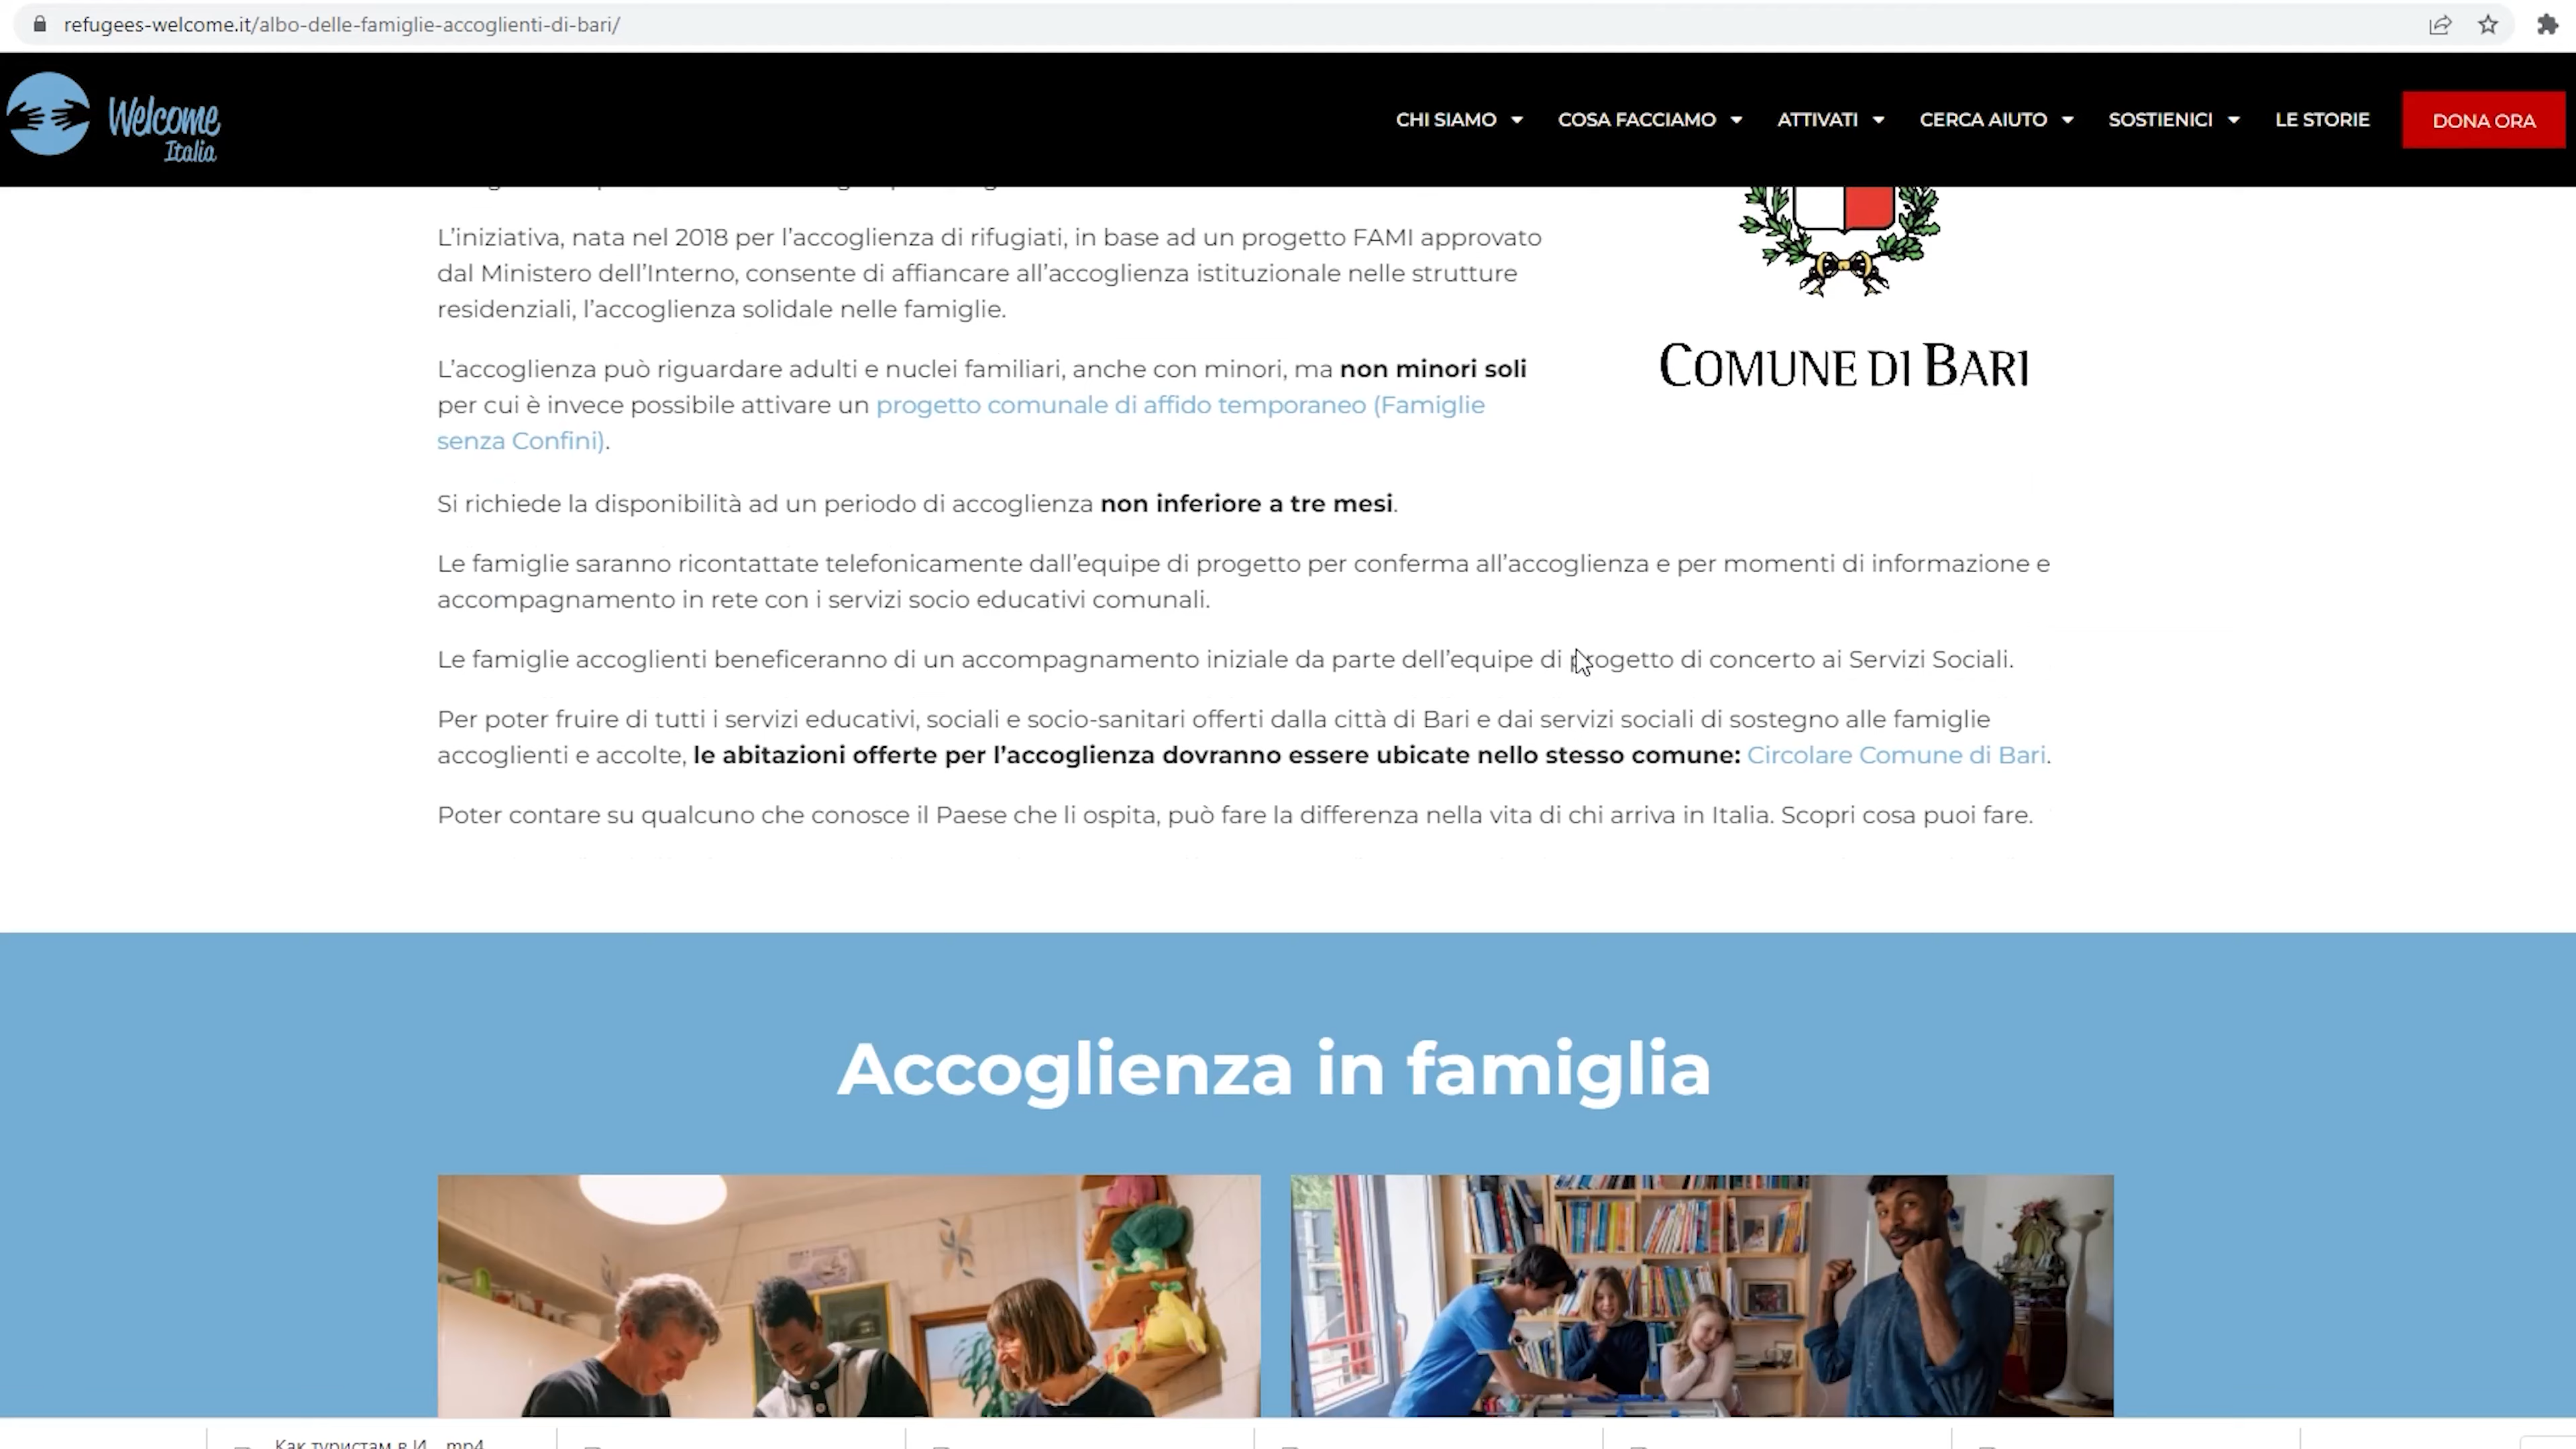 refugees-welcome.it/albo-delle-famiglie-accoglienti-di-bari/
Welcome
Italia
CHI SIAMO
COSA FACCIAMO
ATTIVATI
CERCA AIUTO
SOSTIENICI
LE STORIE
DONA ORA
L'iniziativa, nata nel 2018 per l'accoglienza di rifugiati, in base ad un progetto FAMI approvato
dal Ministero dell'Interno, consente di affiancare all'accoglienza istituzionale nelle strutture
residenziali, l'accoglienza solidale nelle famiglie.
L'accoglienza può riguardare adulti e nuclei familiari, anche con minori, ma non minori soli
per cui è invece possibile attivare un progetto comunale di affido temporaneo (Famiglie
senza Confini).
COMUNE DI BARI
Si richiede la disponibilità ad un periodo di accoglienza non inferiore a tre mesi.
Le famiglie saranno ricontattate telefonicamente dall'equipe di progetto per conferma all'accoglienza e per momenti di informazione e
accompagnamento in rete con i servizi socio educativi comunali.
Le famiglie accoglienti beneficeranno di un accompagnamento iniziale da parte dell'equipe di progetto di concerto ai Servizi Sociali.
Per poter fruire di tutti i servizi educativi, sociali e socio-sanitari offerti dalla città di Bari e dai servizi sociali di sostegno alle famiglie
accoglienti e accolte, le abitazioni offerte per l'accoglienza dovranno essere ubicate nello stesso comune: Circolare Comune di Bari.
Poter contare su qualcuno che conosce il Paese che li ospita, può fare la differenza nella vita di chi arriva in Italia. Scopri cosa puoi fare.
Accoglienza in famiglia
Как туристам в И....mp4